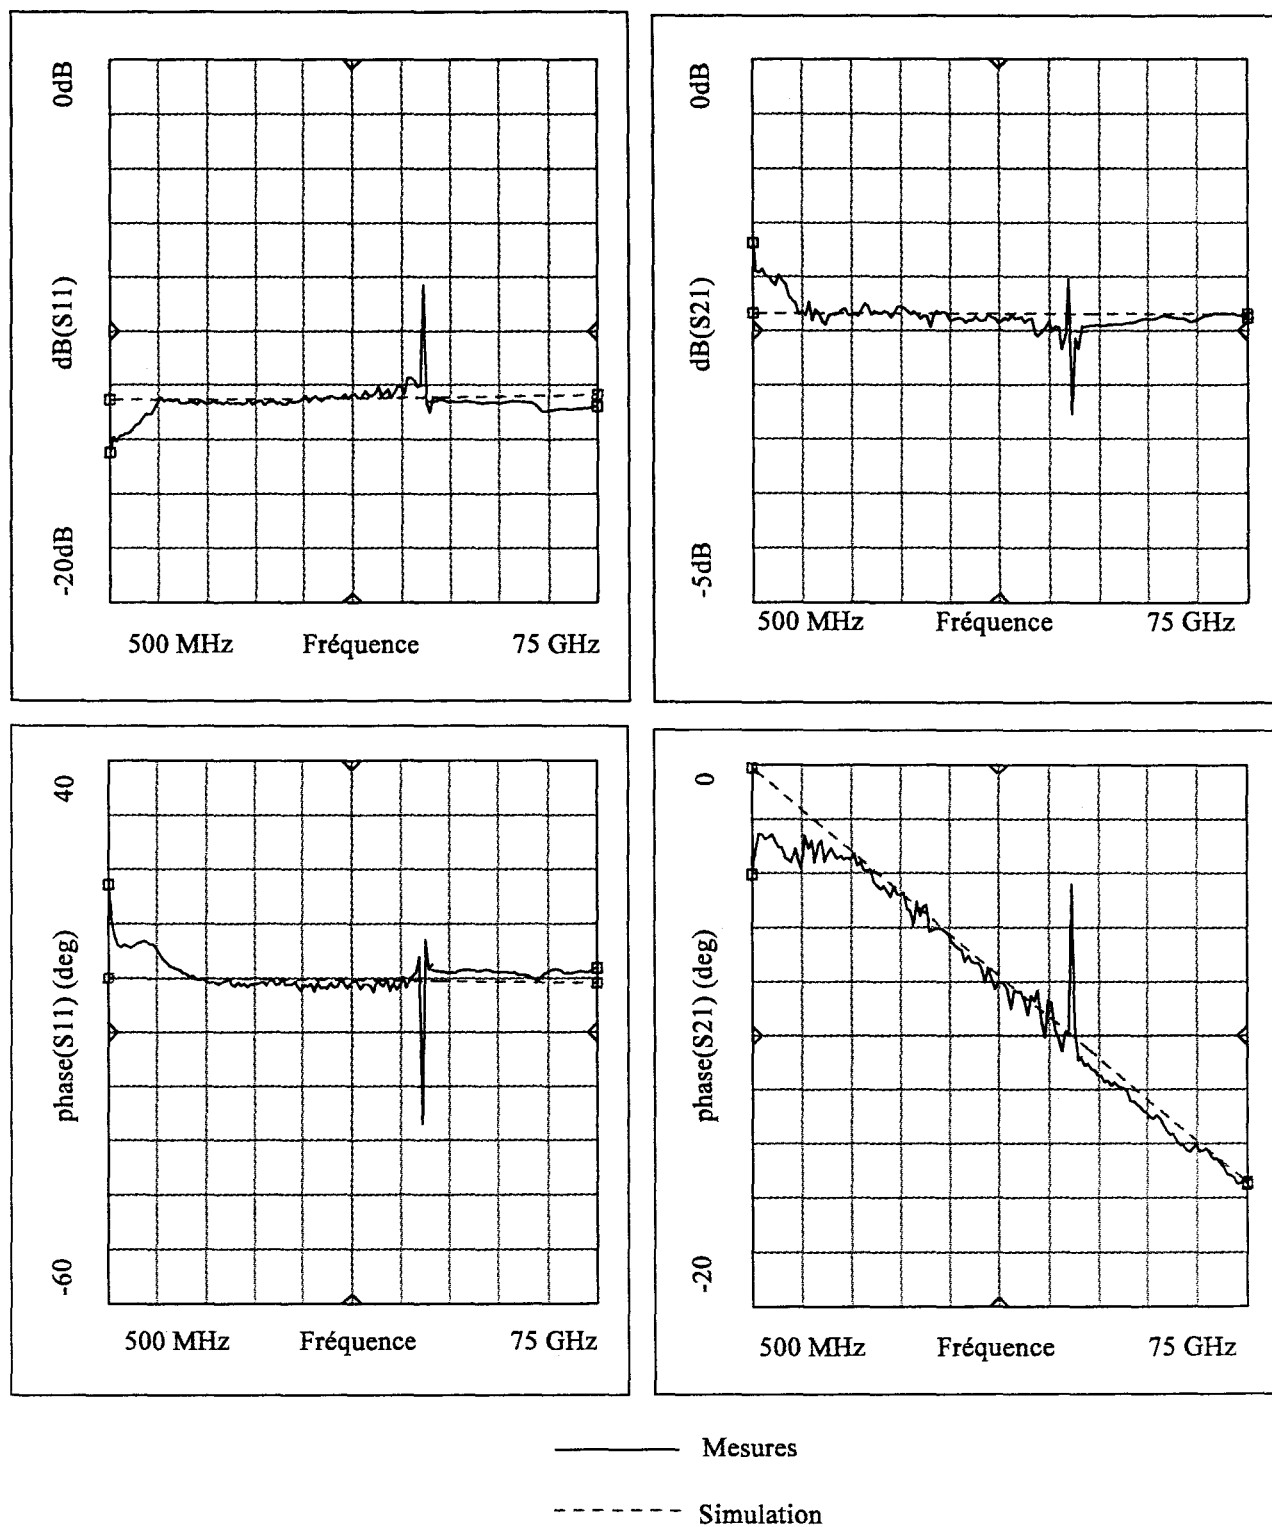 0dB
dB(S11)
-20dB
500 MHz Fréquence 75 GHz
0dB
dB(S21)
-5dB
500 MHz Fréquence 75 GHz
40
phase(S11) (deg)
-60
500 MHz Fréquence 75 GHz
0
phase(S21) (deg)
-20
500 MHz Fréquence 75 GHz
Mesures
Simulation